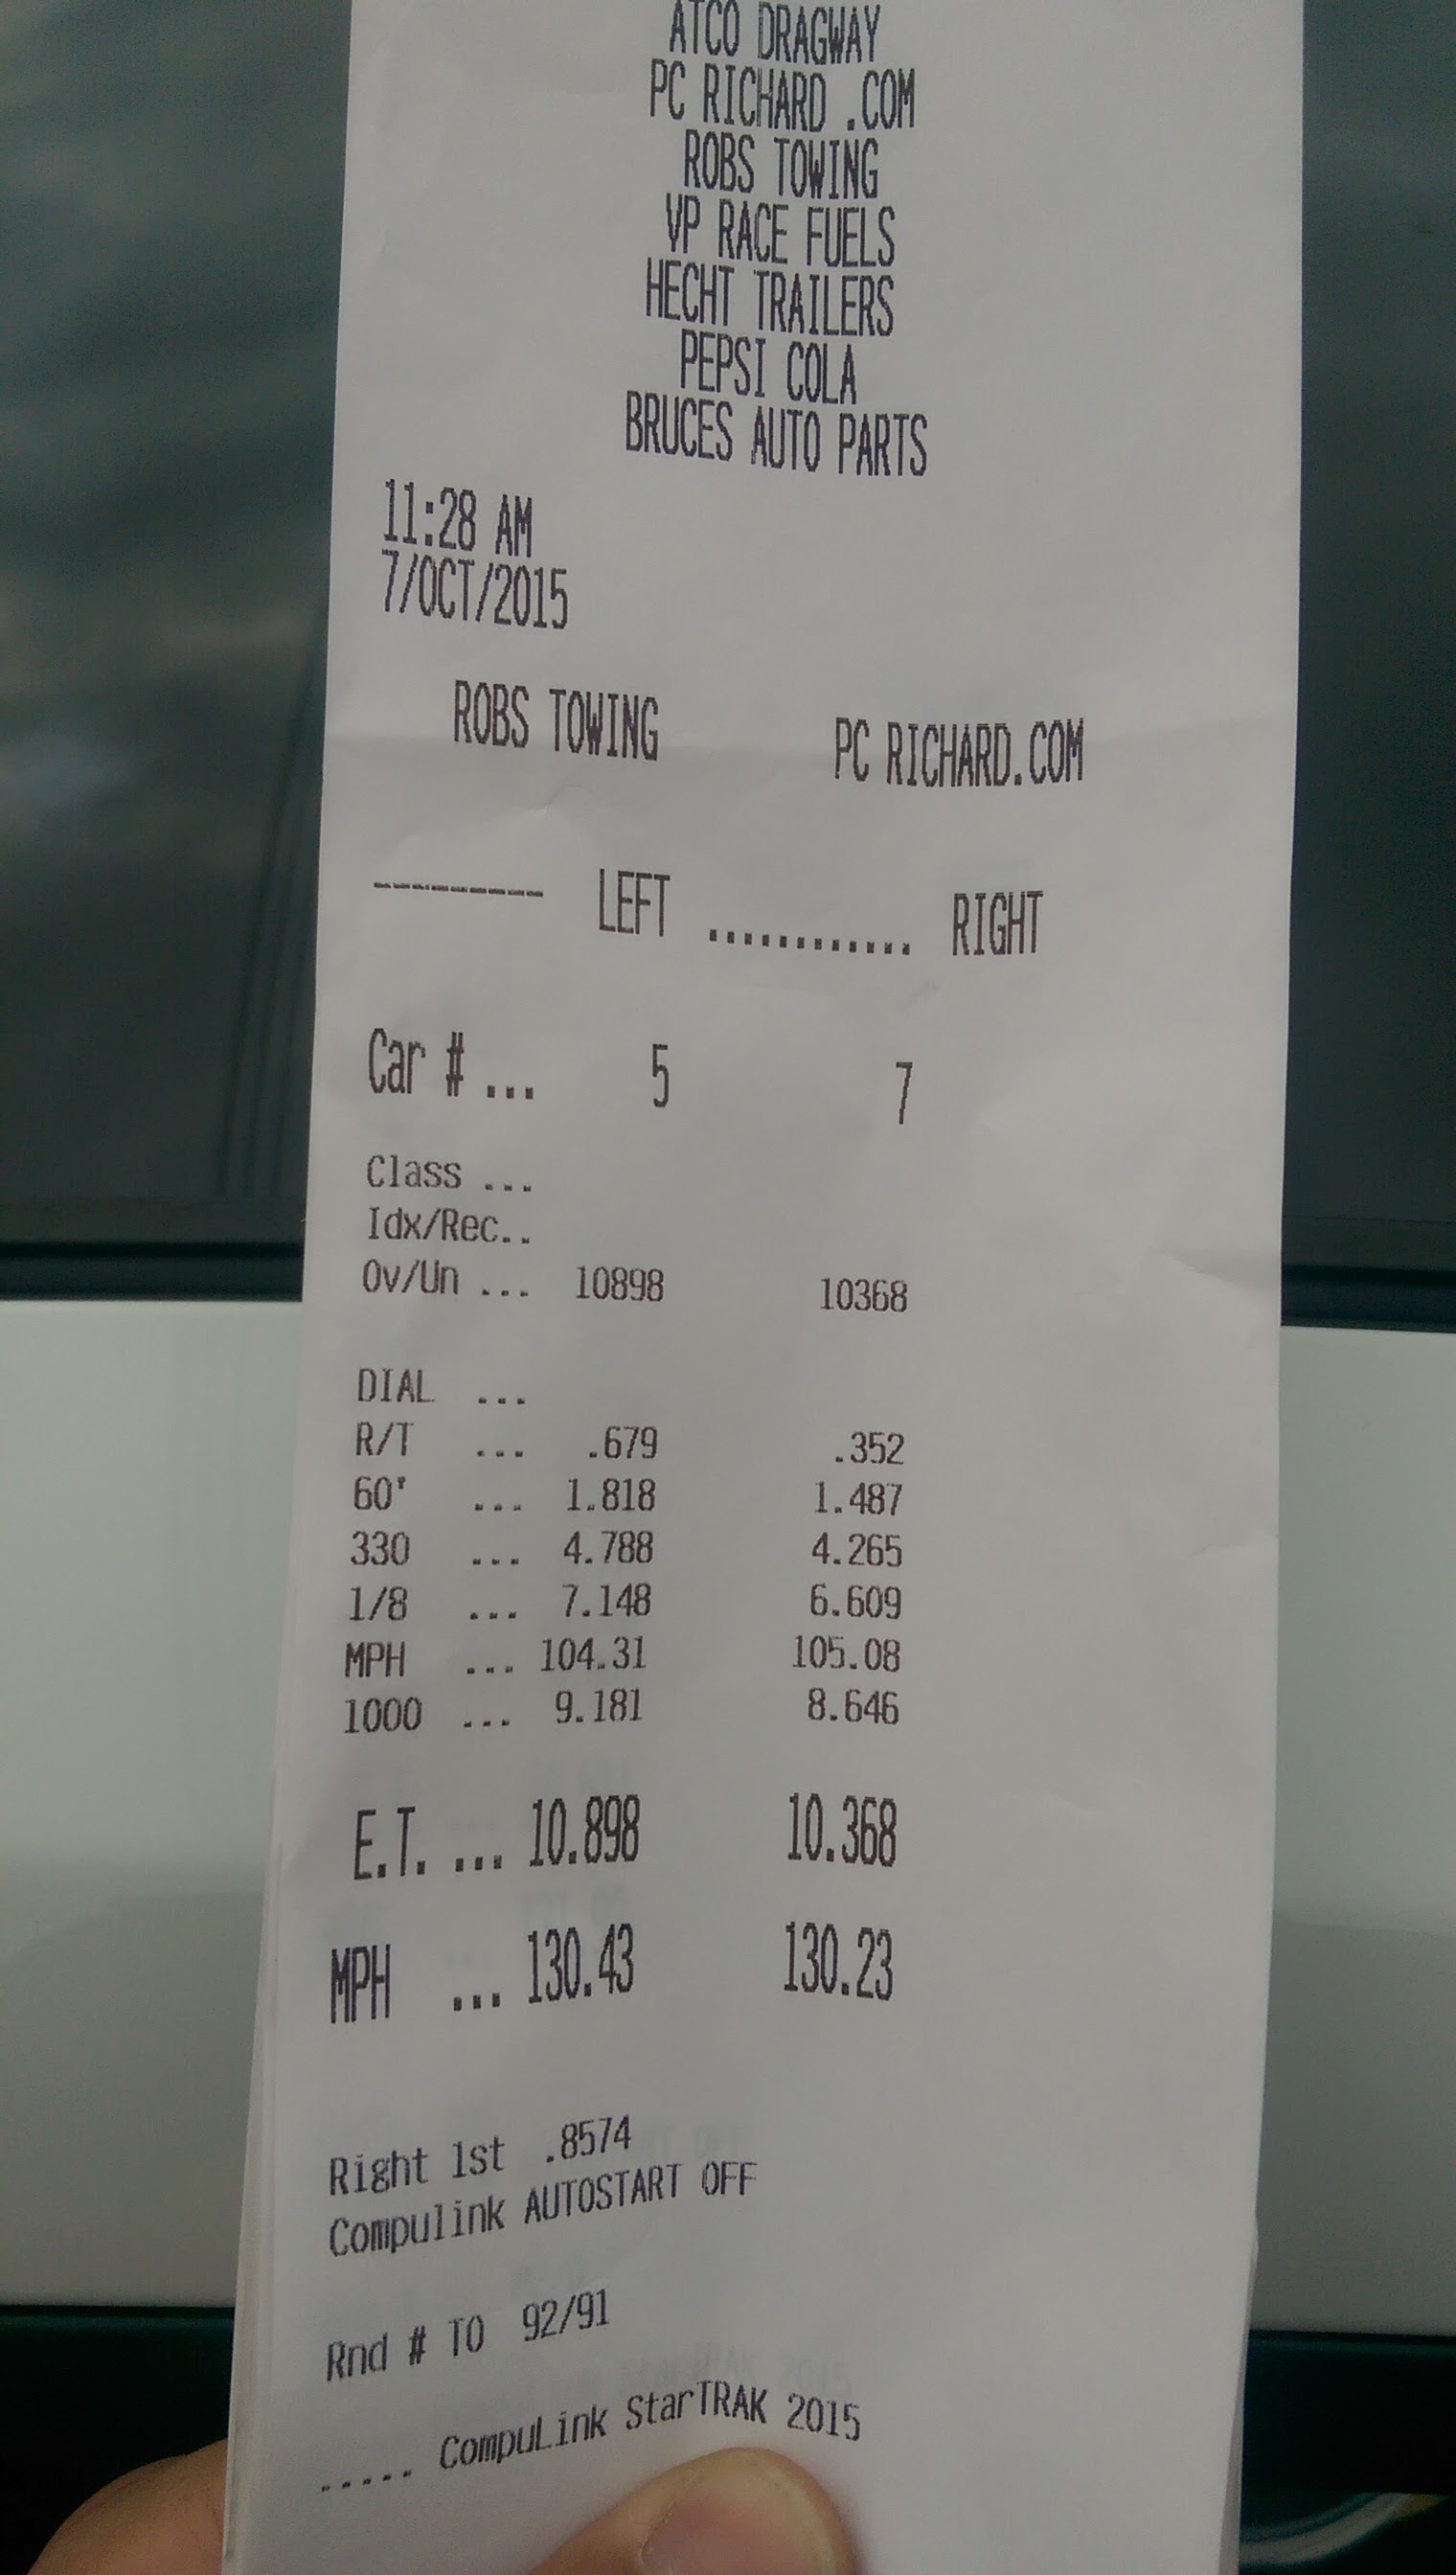 ATCO DRAGWAY
PC RICHARD .COM
ROBS TOWING
VP RACE FUELS
HECHT TRAILERS
PEPSI COLA
BRUCES AUTO PARTS
11:28 AM
7/OCT/2015
ROBS TOWING PC RICHARD.COM
--------- LEFT ............ RIGHT
Car # ... 5 7
Class ...
Idx/Rec..
Ov/Un ... 10898 10368
DIAL ...
R/T ... .679 .352
60' ... 1.818 1.487
330 ... 4.788 4.265
1/8 ... 7.148 6.609
MPH ... 104.31 105.08
1000 ... 9.181 8.646
E.T. ... 10.898 10.368
MPH ... 130.43 130.23
Right 1st .8574
Compulink AUTOSTART OFF
Rnd # TO 92/91
..... CompuLink StarTRAK 2015